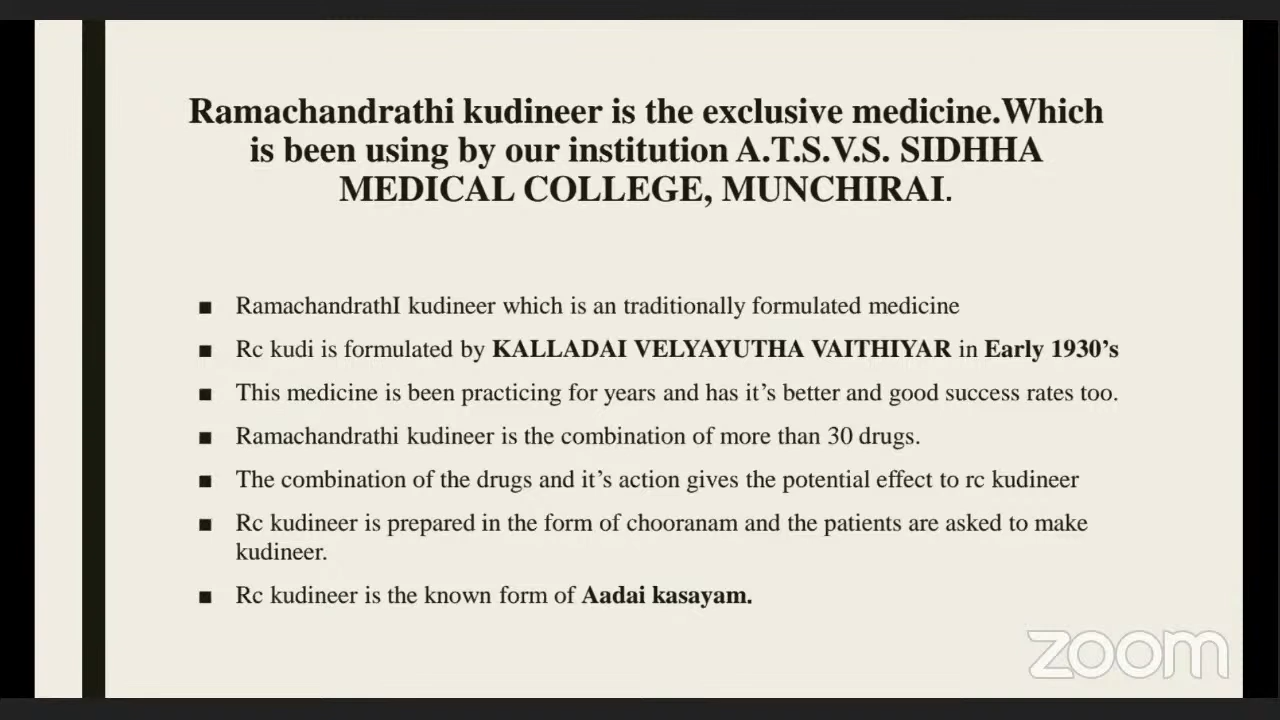 Ramachandrathi kudineer is the exclusive medicine.Which
is been using by our institution A.T.S.V.S. SIDHHA
MEDICAL COLLEGE, MUNCHIRAI.
■ RamachandrathI kudineer which is an traditionally formulated medicine
■ Rc kudi is formulated by KALLADAI VELYAYUTHA VAITHIYAR in Early 1930’s
■ This medicine is been practicing for years and has it’s better and good success rates too.
■ Ramachandrathi kudineer is the combination of more than 30 drugs.
■ The combination of the drugs and it’s action gives the potential effect to rc kudineer
■ Rc kudineer is prepared in the form of chooranam and the patients are asked to make
kudineer.
■ Rc kudineer is the known form of Aadai kasayam.
zoom